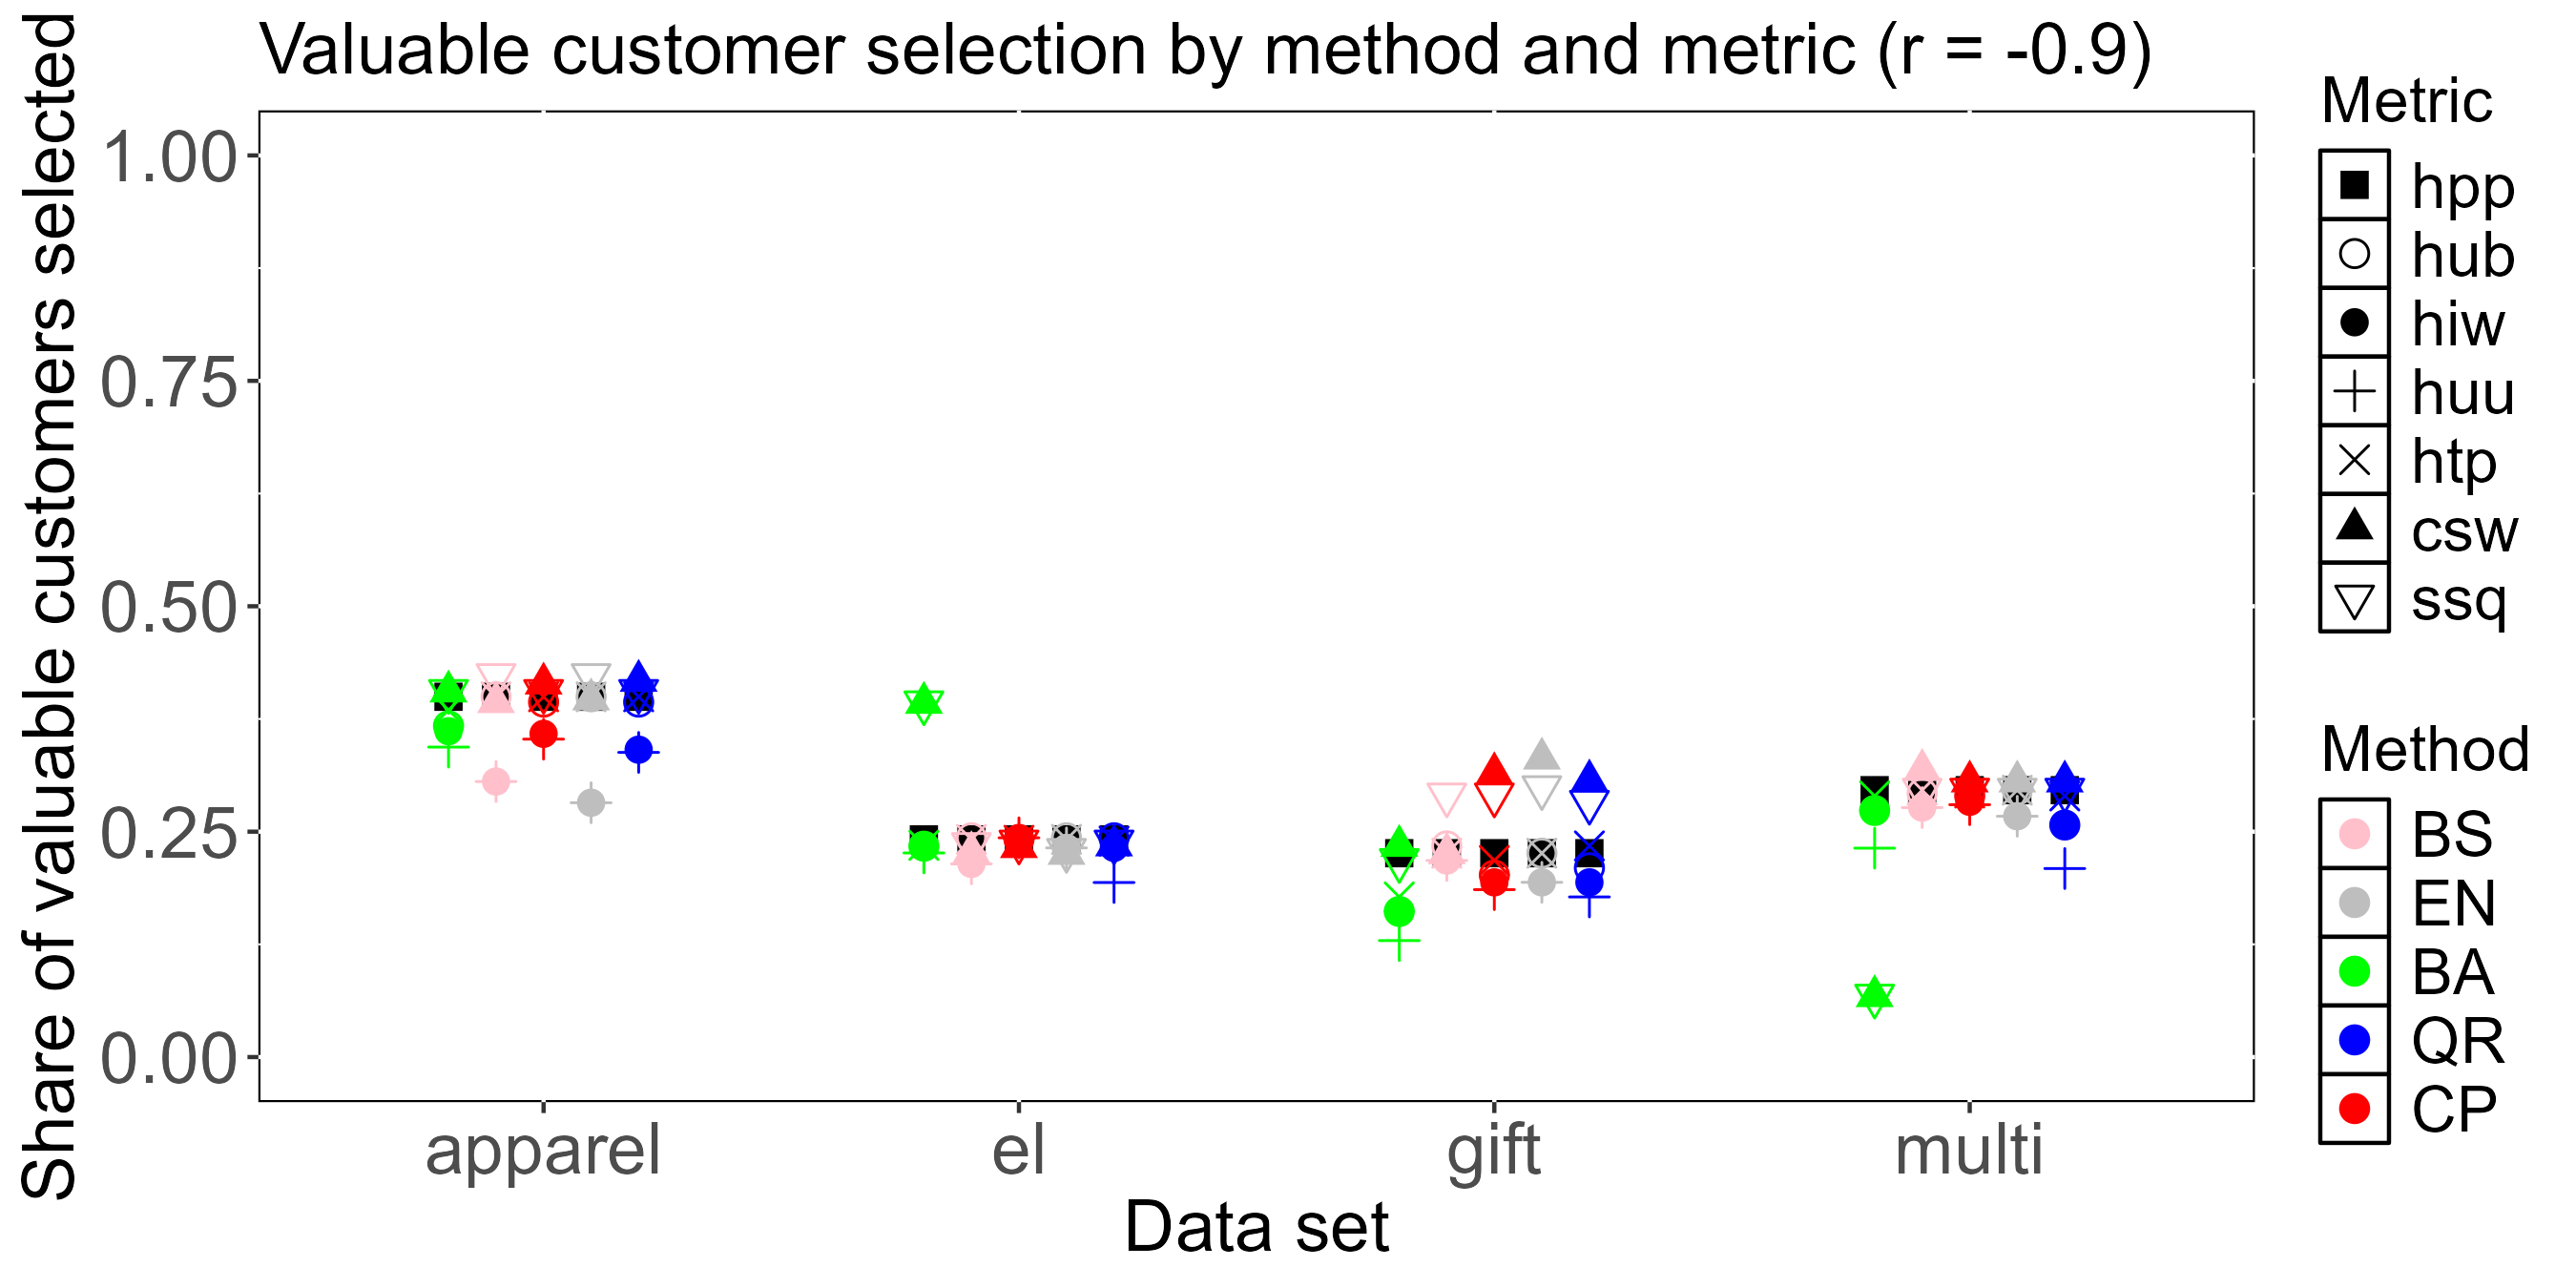 Valuable customer selection by method and metric (r = -0.9)
Share of valuable customers selected
1.00
0.75
0.50
0.25
0.00
apparel
el
gift
multi
Data set
Metric
hpp
hub
hiw
huu
htp
csw
ssq
Method
BS
EN
BA
QR
CP